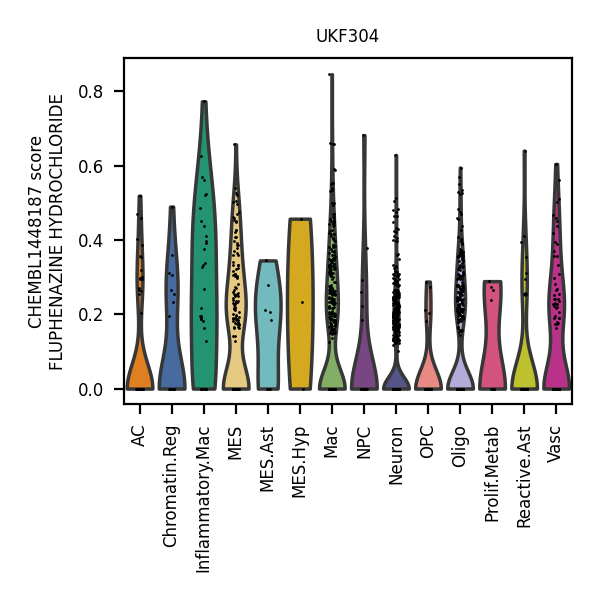 UKF304
CHEMBL1448187 score
FLUPHENAZINE HYDROCHLORIDE
0.8
0.6
0.4
0.2
0.0
AC
Chromatin.Reg
Inflammatory.Mac
MES
MES.Ast
MES.Hyp
Mac
NPC
Neuron
OPC
Oligo
Prolif.Metab
Reactive.Ast
Vasc